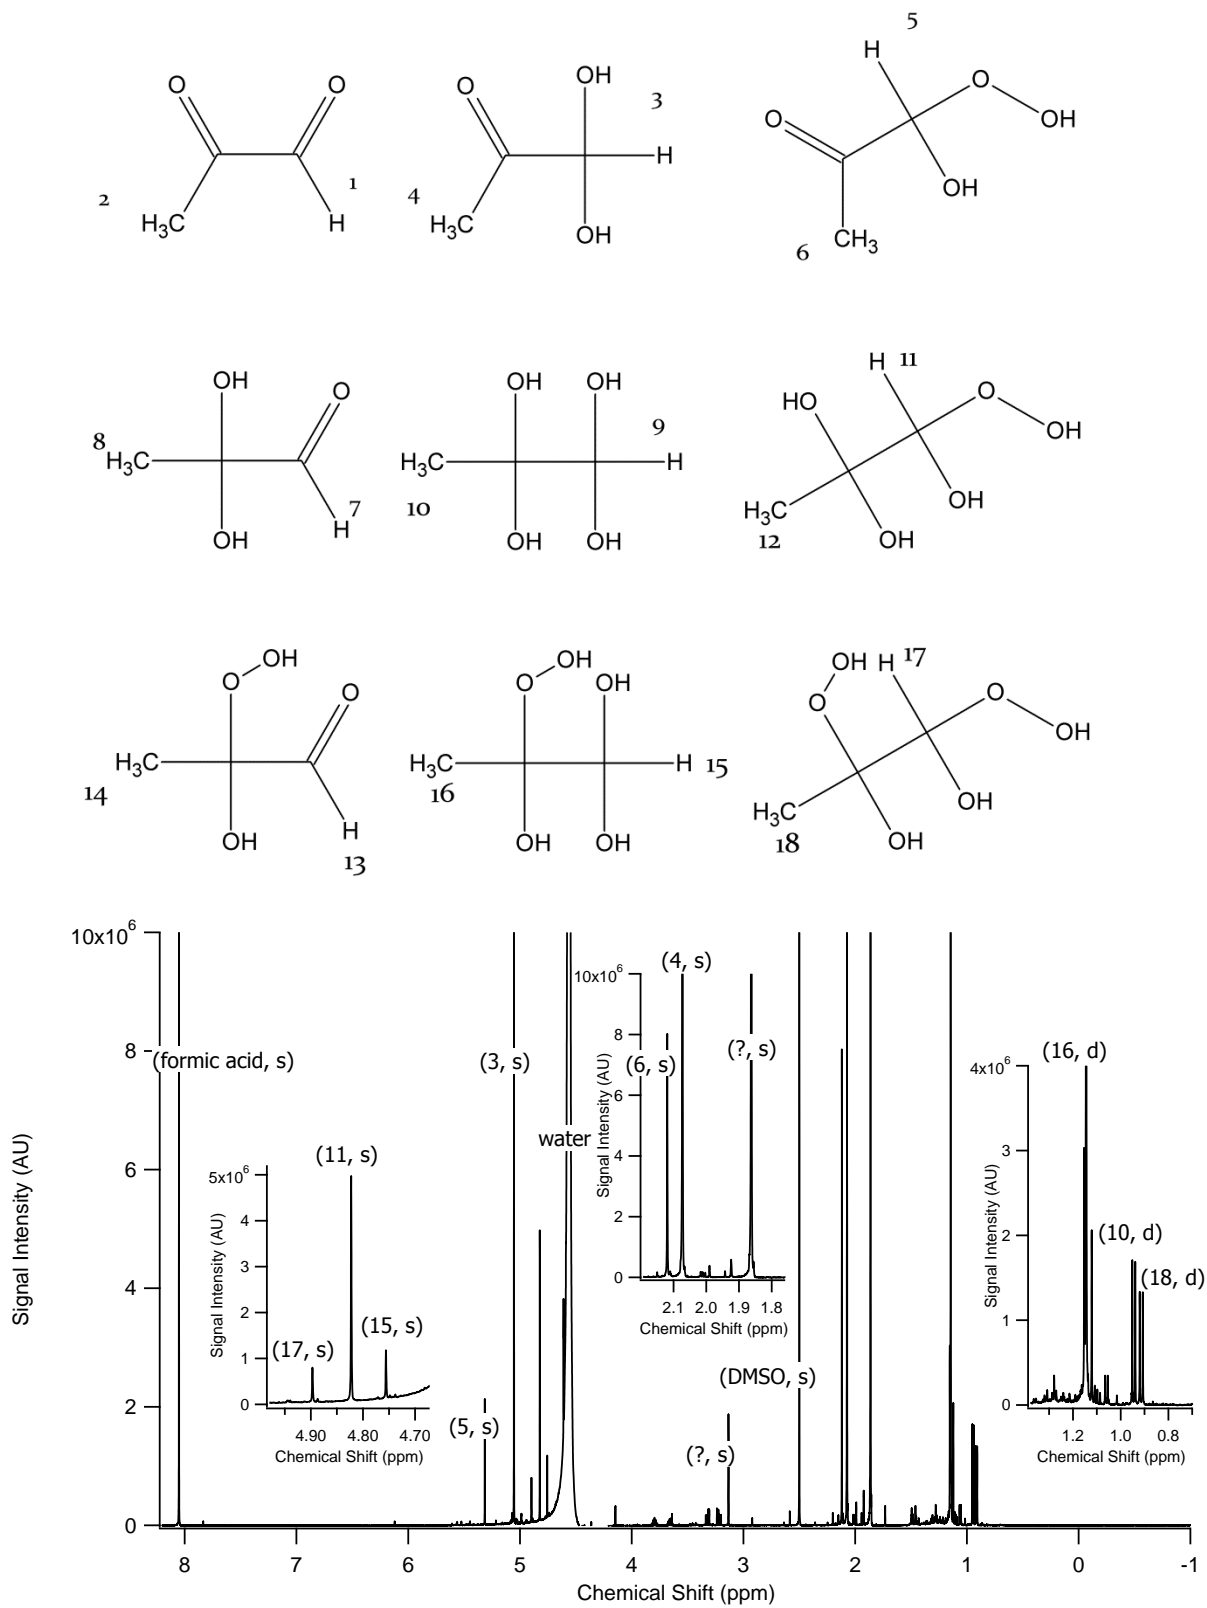 5
H
O
OH
O
OH
2
H3C
O
O
1
H
4
H3C
O
OH
3
H
OH
6
CH3
8
H3C
OH
O
7
H
OH
H3C
10
OH
OH
9
H
OH
OH
H
11
HO
O
OH
OH
H3C
12
OH
O
OH
O
H3C
14
OH
H
13
O
OH
OH
H3C
16
H
15
OH
OH
OH
H
17
O
O
OH
OH
H3C
18
OH
Signal Intensity (AU)
10x10^6
8
6
4
2
0
8
7
6
5
4
3
2
1
0
-1
Chemical Shift (ppm)
(formic acid, s)
(3, s)
water
(5, s)
(?, s)
(DMSO, s)
(11, s)
(17, s)
(15, s)
Signal Intensity (AU)
5x10^6
4
3
2
1
0
4.90
4.80
4.70
Chemical Shift (ppm)
(4, s)
(6, s)
(?, s)
Signal Intensity (AU)
10x10^6
8
6
4
2
0
2.1
2.0
1.9
1.8
Chemical Shift (ppm)
(16, d)
(10, d)
(18, d)
Signal Intensity (AU)
4x10^6
3
2
1
0
1.2
1.0
0.8
Chemical Shift (ppm)